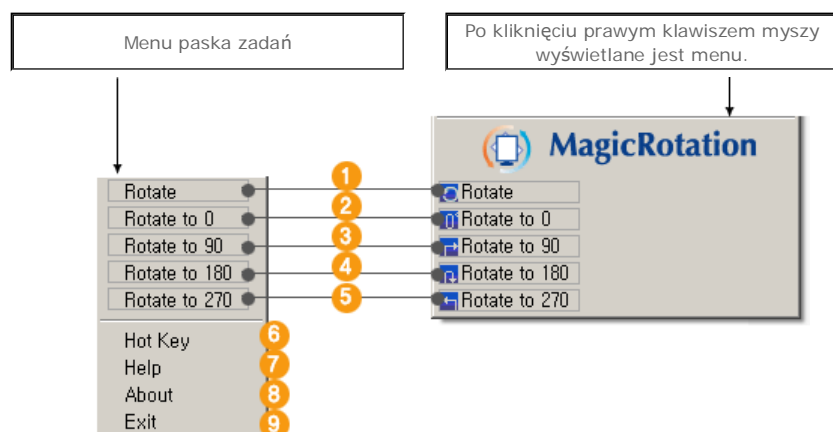 Menu paska zadań
Po kliknięciu prawym klawiszem myszy
wyświetlane jest menu.
MagicRotation
Rotate
1
Rotate
Rotate to 0
2
Rotate to 0
Rotate to 90
3
Rotate to 90
Rotate to 180
4
Rotate to 180
Rotate to 270
5
Rotate to 270
Hot Key
6
Help
7
About
8
Exit
9